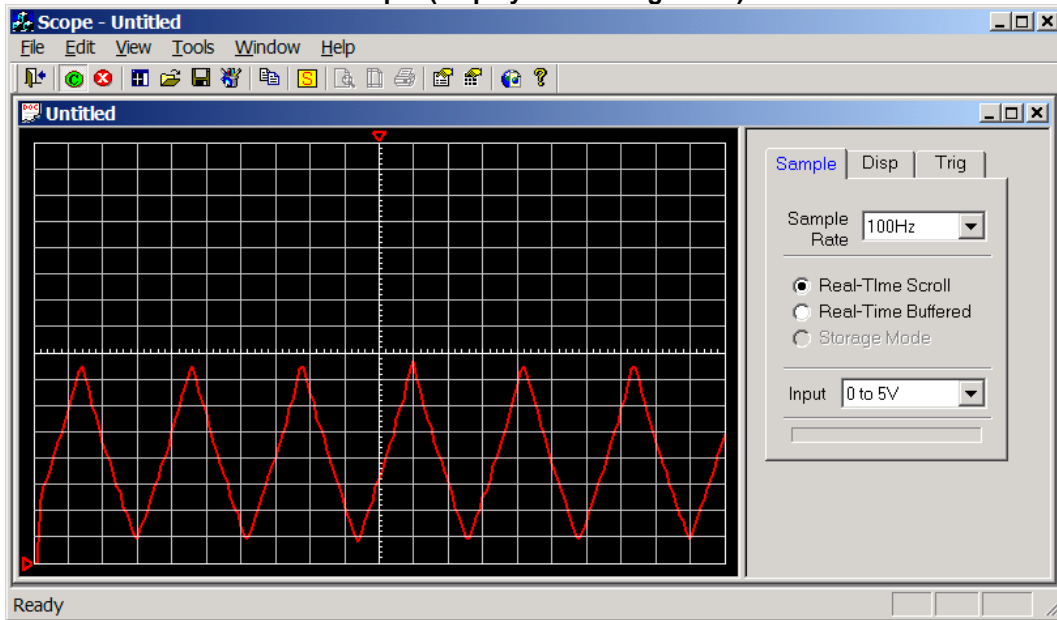 Scope - Untitled
File Edit View Tools Window Help
S ?
DOC Untitled
Sample Disp Trig
Sample Rate 100Hz
Real-TIme Scroll
Real-Time Buffered
Storage Mode
Input 0 to 5V
Ready